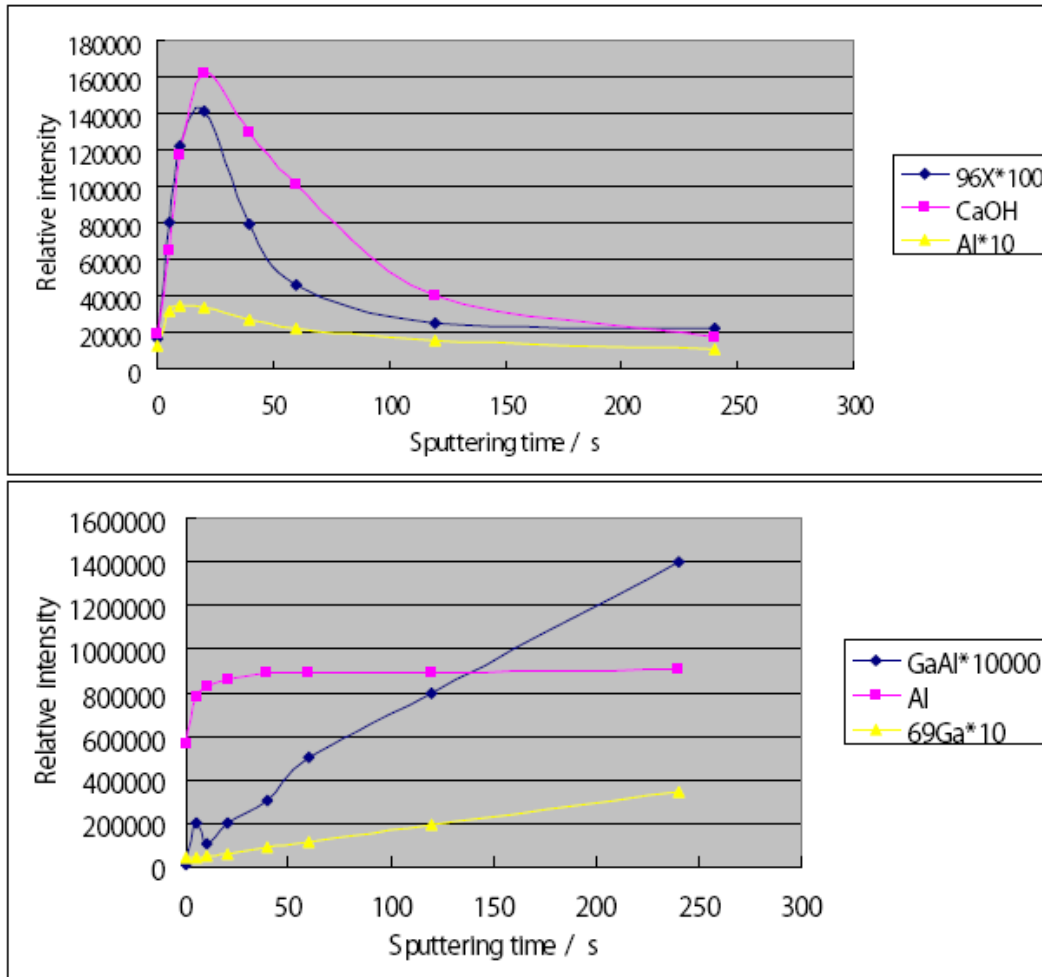 180000
160000
140000
120000
100000
80000
60000
40000
20000
0
Relative intensity
0 50 100 150 200 250 300
Sputtering time / s
96X*100
CaOH
Al*10
1600000
1400000
1200000
1000000
800000
600000
400000
200000
0
Relative intensity
0 50 100 150 200 250 300
Sputtering time / s
GaAl*10000
Al
69Ga*10